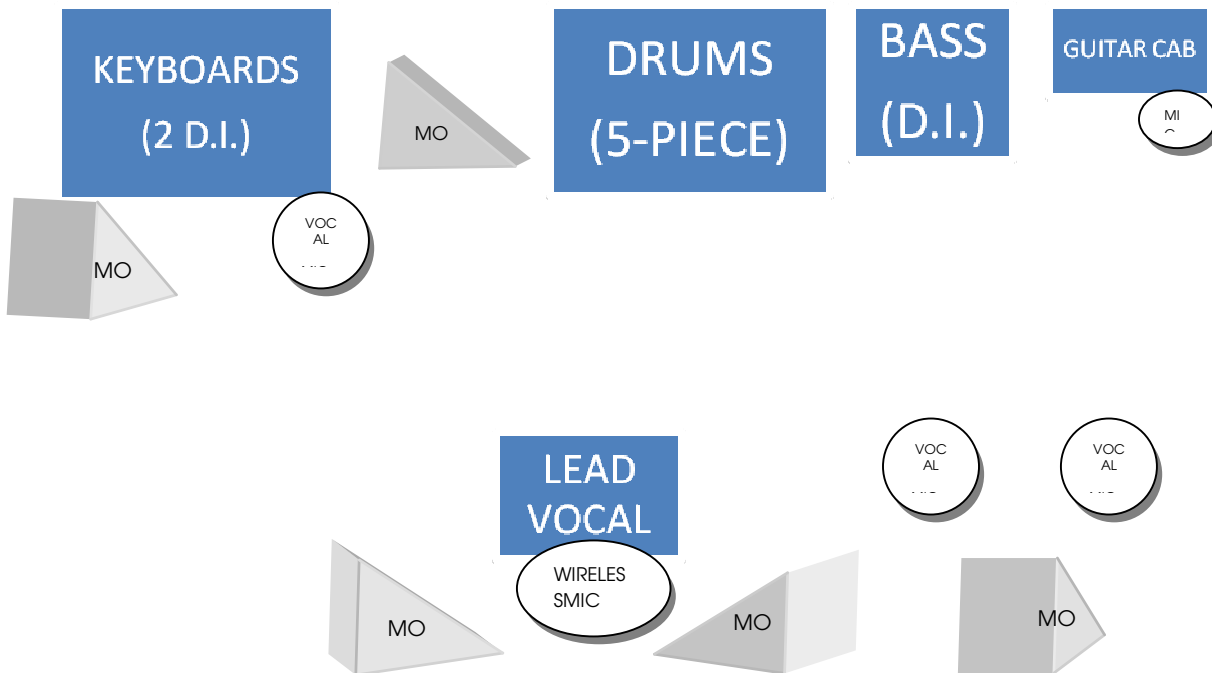 KEYBOARDS
(2 D.I.)
MO
DRUMS
(5-PIECE)
BASS
(D.I.)
GUITAR CAB
MI
MO
VOC
AL
LEAD
VOCAL
WIRELES
SMIC
VOC
AL
VOC
AL
MO
MO
MO